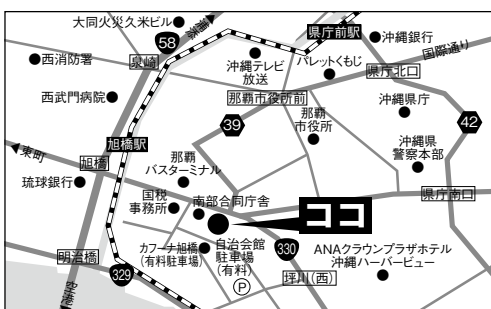 大同火災久米ビル
浦添
県庁前駅
沖縄銀行
国際通り
58
西消防署
泉崎
沖縄テレビ
放送
パレットくもじ
県庁北口
西武門病院
那覇市役所前
沖縄県庁
39
那覇
市役所
42
旭橋駅
沖縄県
警察本部
東町
旭橋
那覇
バスターミナル
琉球銀行
国税
事務所
南部合同庁舎
ココ
県庁南口
カフーナ旭橋
(有料駐車場)
自治会館
駐車場
(有料)
P
330
ANAクラウンプラザホテル
沖縄ハーバービュー
明治橋
329
坪川(西)
空港